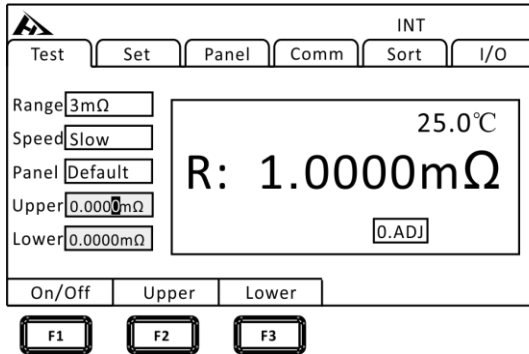 INT
Test Set Panel Comm Sort I/O
Range 3mΩ
Speed Slow
Panel Default
Upper 0.0000mΩ
Lower 0.0000mΩ
25.0℃
R: 1.0000mΩ
0.ADJ
On/Off Upper Lower
F1 F2 F3